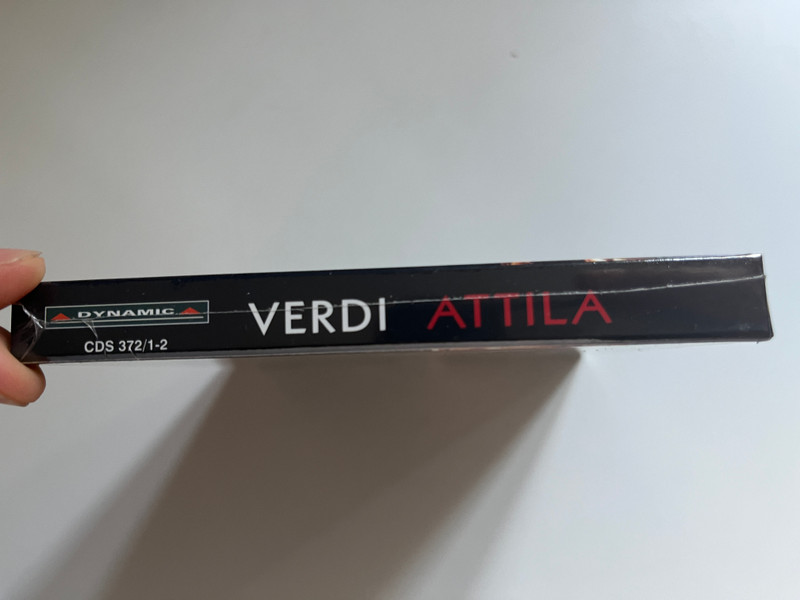 DYNAMIC
CDS 372/1-2
VERDI ATTILA